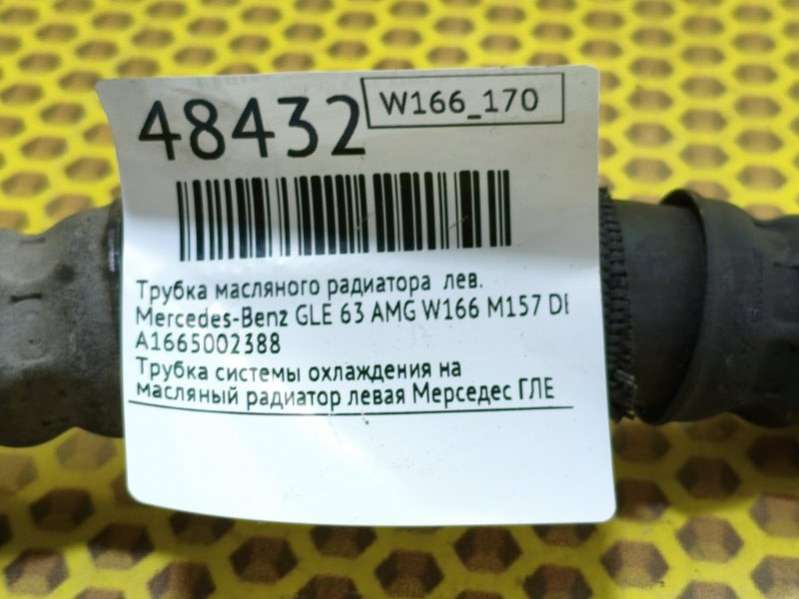 48432
W166_170
Трубка масляного радиатора лев.
Mercedes-Benz GLE 63 AMG W166 M157 DE
A1665002388
Трубка системы охлаждения на
масляный радиатор левая Мерседес ГЛЕ